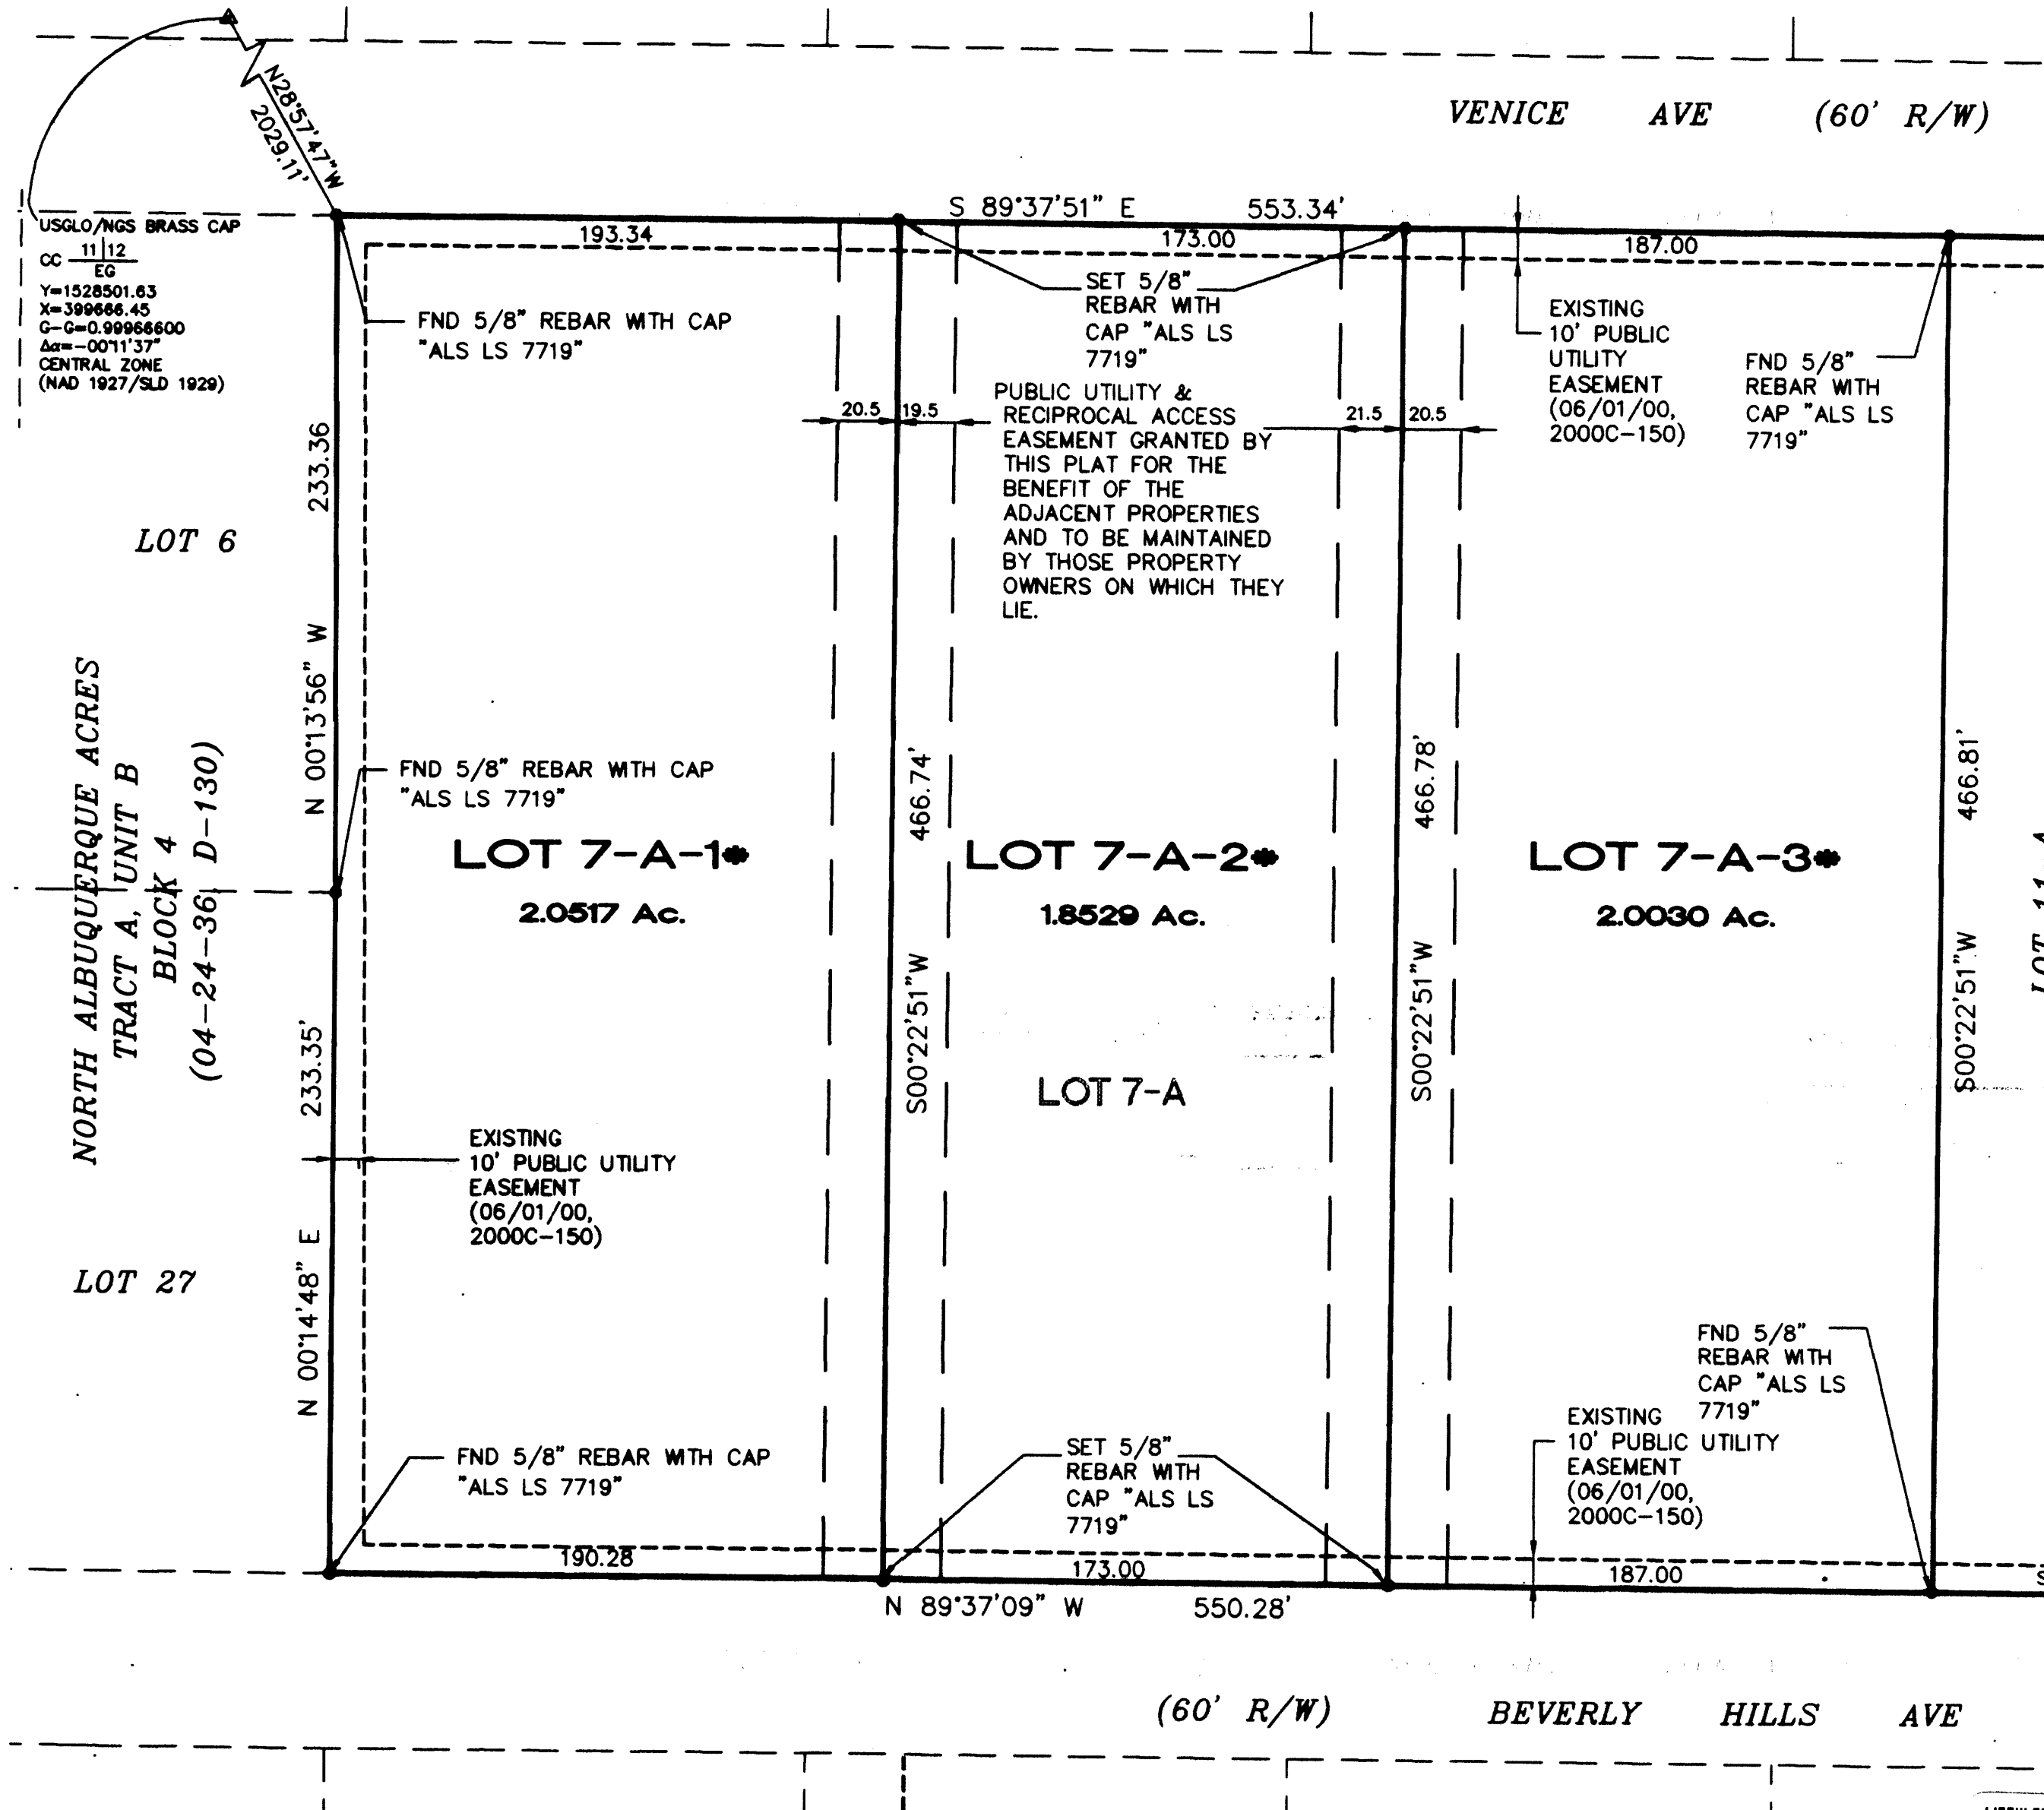 VENICE AVE (60' R/W)
N28°57'47"W
2029.11'
S 89°37'51" E 553.34'
193.34
173.00
187.00
USGLO/NGS BRASS CAP
CC 11|12
EG
Y=1528501.63
X=399666.45
G-G=0.99966600
Δα=-00°11'37"
CENTRAL ZONE
(NAD 1927/SLD 1929)
FND 5/8" REBAR WITH CAP
"ALS LS 7719"
SET 5/8"
REBAR WITH
CAP "ALS LS
7719"
EXISTING
10' PUBLIC
UTILITY
EASEMENT
(06/01/00,
2000C-150)
FND 5/8"
REBAR WITH
CAP "ALS LS
7719"
20.5
19.5
PUBLIC UTILITY &
RECIPROCAL ACCESS
EASEMENT GRANTED BY
THIS PLAT FOR THE
BENEFIT OF THE
ADJACENT PROPERTIES
AND TO BE MAINTAINED
BY THOSE PROPERTY
OWNERS ON WHICH THEY
LIE.
21.5
20.5
LOT 6
233.36
N 00°13'56" W
NORTH ALBUQUERQUE ACRES
TRACT A, UNIT B
BLOCK 4
(04-24-36, D-130)
FND 5/8" REBAR WITH CAP
"ALS LS 7719"
LOT 7-A-1*
2.0517 Ac.
466.74'
S00°22'51"W
LOT 7-A-2*
1.8529 Ac.
466.78'
S00°22'51"W
LOT 7-A-3*
2.0030 Ac.
466.81'
S00°22'51"W
LOT 11-A
LOT 7-A
233.35'
N 00°14'48" E
EXISTING
10' PUBLIC UTILITY
EASEMENT
(06/01/00,
2000C-150)
LOT 27
FND 5/8" REBAR WITH CAP
"ALS LS 7719"
SET 5/8"
REBAR WITH
CAP "ALS LS
7719"
FND 5/8"
REBAR WITH
CAP "ALS LS
7719"
EXISTING
10' PUBLIC UTILITY
EASEMENT
(06/01/00,
2000C-150)
190.28
173.00
187.00
N 89°37'09" W 550.28'
(60' R/W) BEVERLY HILLS AVE